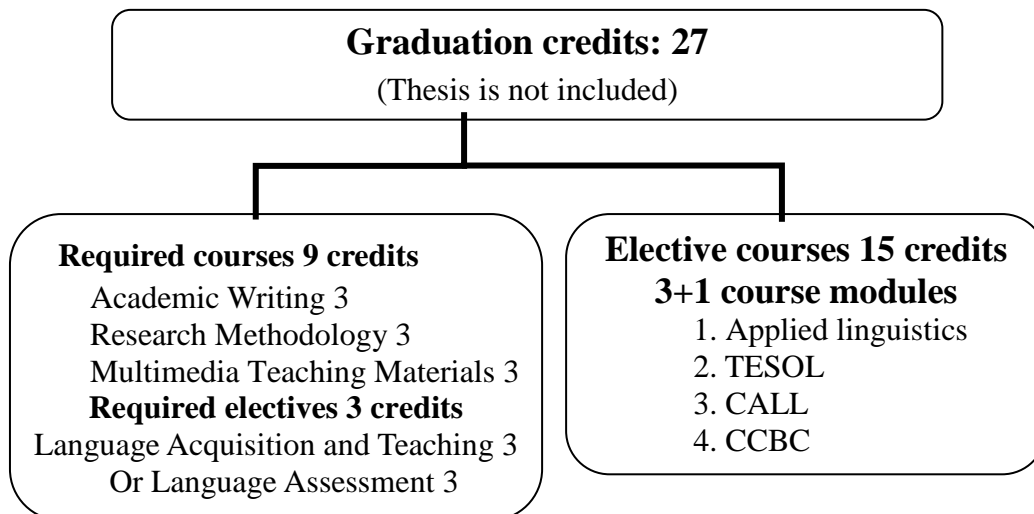 Graduation credits: 27
(Thesis is not included)
Required courses 9 credits
Academic Writing 3
Research Methodology 3
Multimedia Teaching Materials 3
Required electives 3 credits
Language Acquisition and Teaching 3
Or Language Assessment 3
Elective courses 15 credits
3+1 course modules
1. Applied linguistics
2. TESOL
3. CALL
4. CCBC